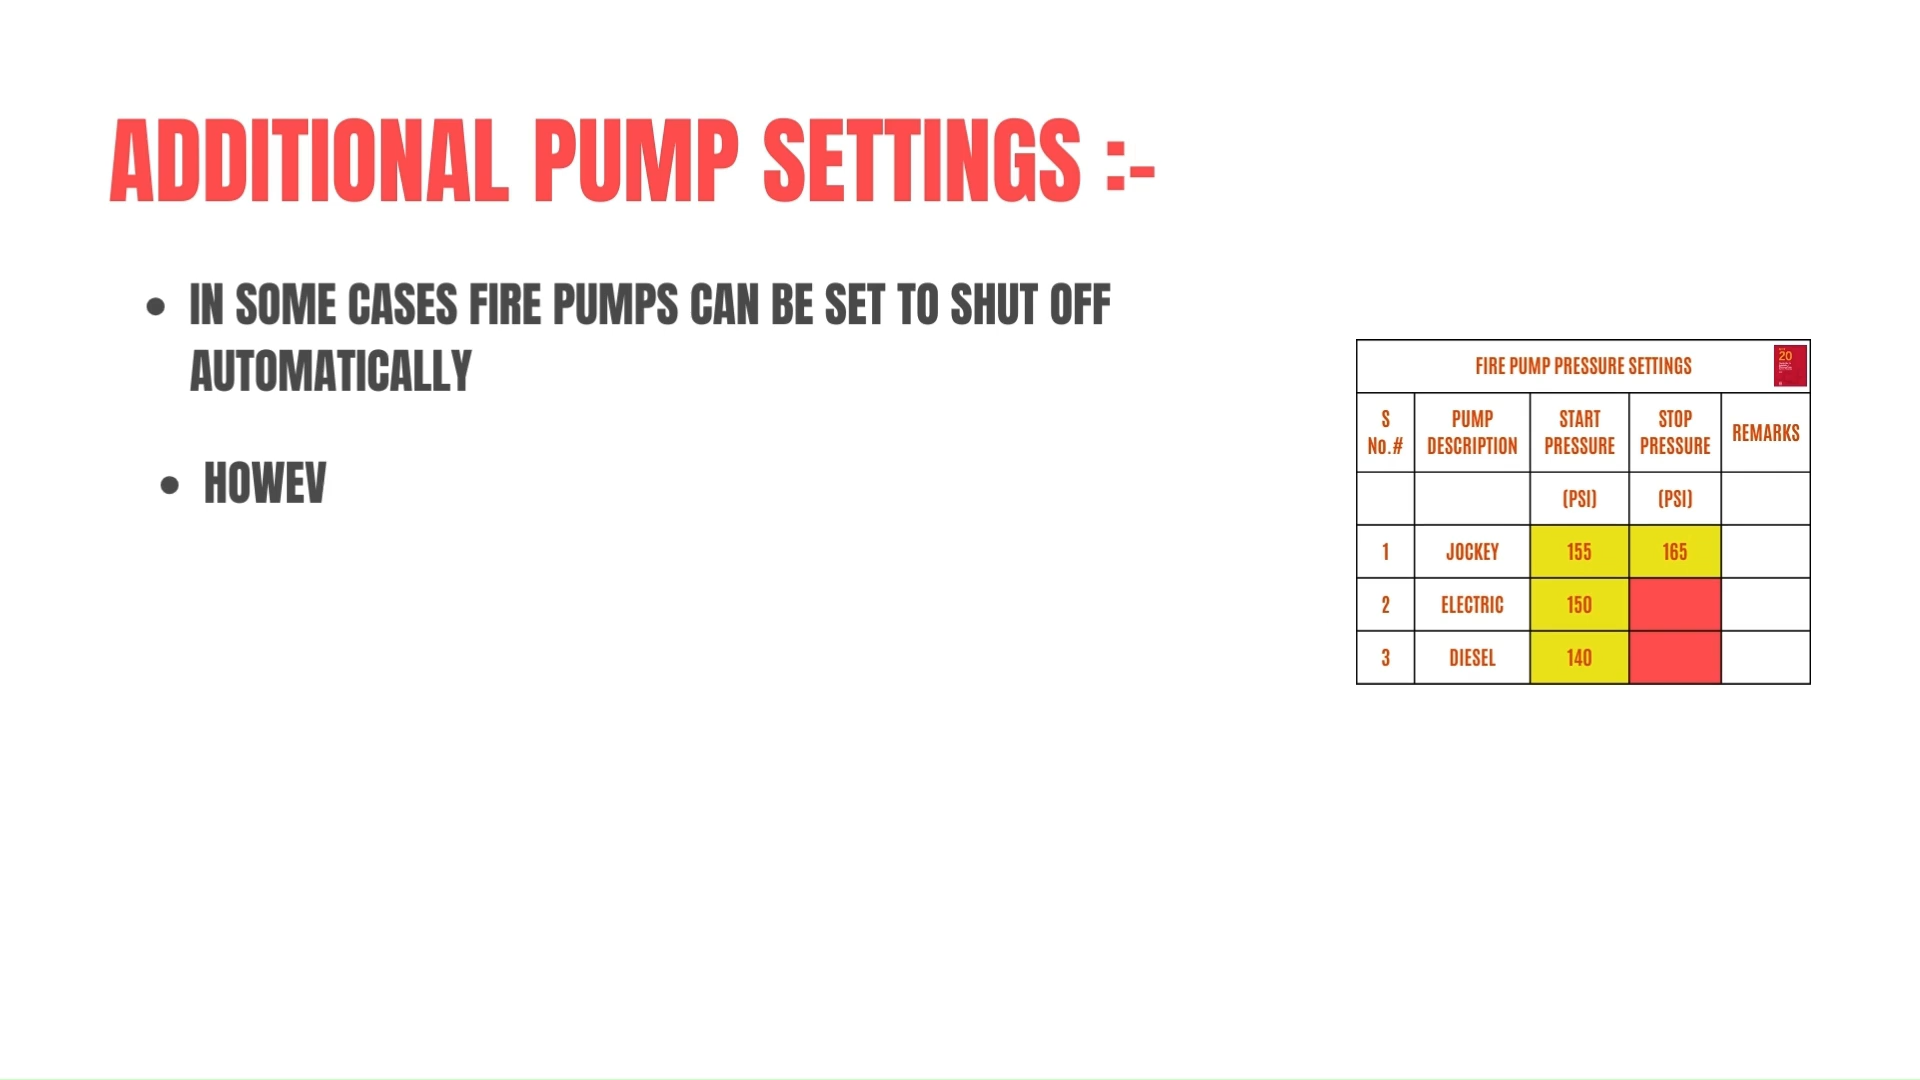 ADDITIONAL PUMP SETTINGS :-
• IN SOME CASES FIRE PUMPS CAN BE SET TO SHUT OFF
AUTOMATICALLY
• HOWEV
FIRE PUMP PRESSURE SETTINGS
20
S No.# PUMP DESCRIPTION START PRESSURE STOP PRESSURE REMARKS
(PSI) (PSI)
1 JOCKEY 155 165
2 ELECTRIC 150
3 DIESEL 140